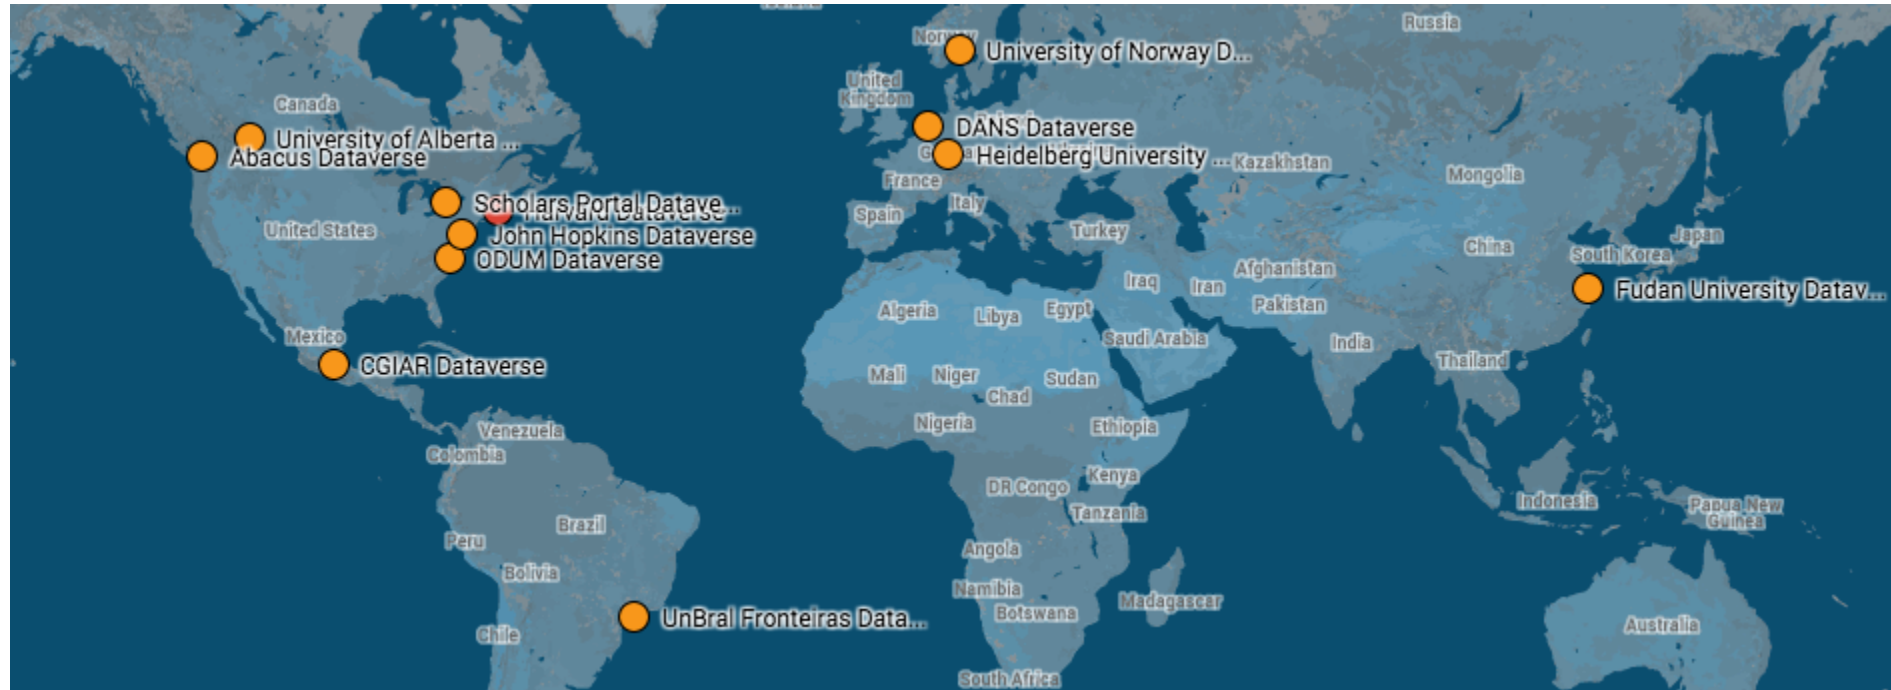 Russia
Norway
University of Norway D...
United
Kingdom
Canada
DANS Dataverse
University of Alberta ...
Abacus Dataverse
Heidelberg University ...
Kazakhstan
Mongolia
France
Scholars Portal Datave...
Harvard Dataverse
Italy
Spain
United States
John Hopkins Dataverse
Turkey
Japan
China
South Korea
ODUM Dataverse
Afghanistan
Iraq
Iran
Fudan University Datav...
Pakistan
Algeria
Libya
Egypt
Mexico
Saudi Arabia
India
CGIAR Dataverse
Thailand
Mali
Niger
Sudan
Chad
Nigeria
Ethiopia
Venezuela
Colombia
Kenya
DR Congo
Indonesia
Papua New
Guinea
Tanzania
Brazil
Peru
Angola
Bolivia
Namibia
Madagascar
Botswana
UnBral Fronteiras Data...
Australia
Chile
South Africa